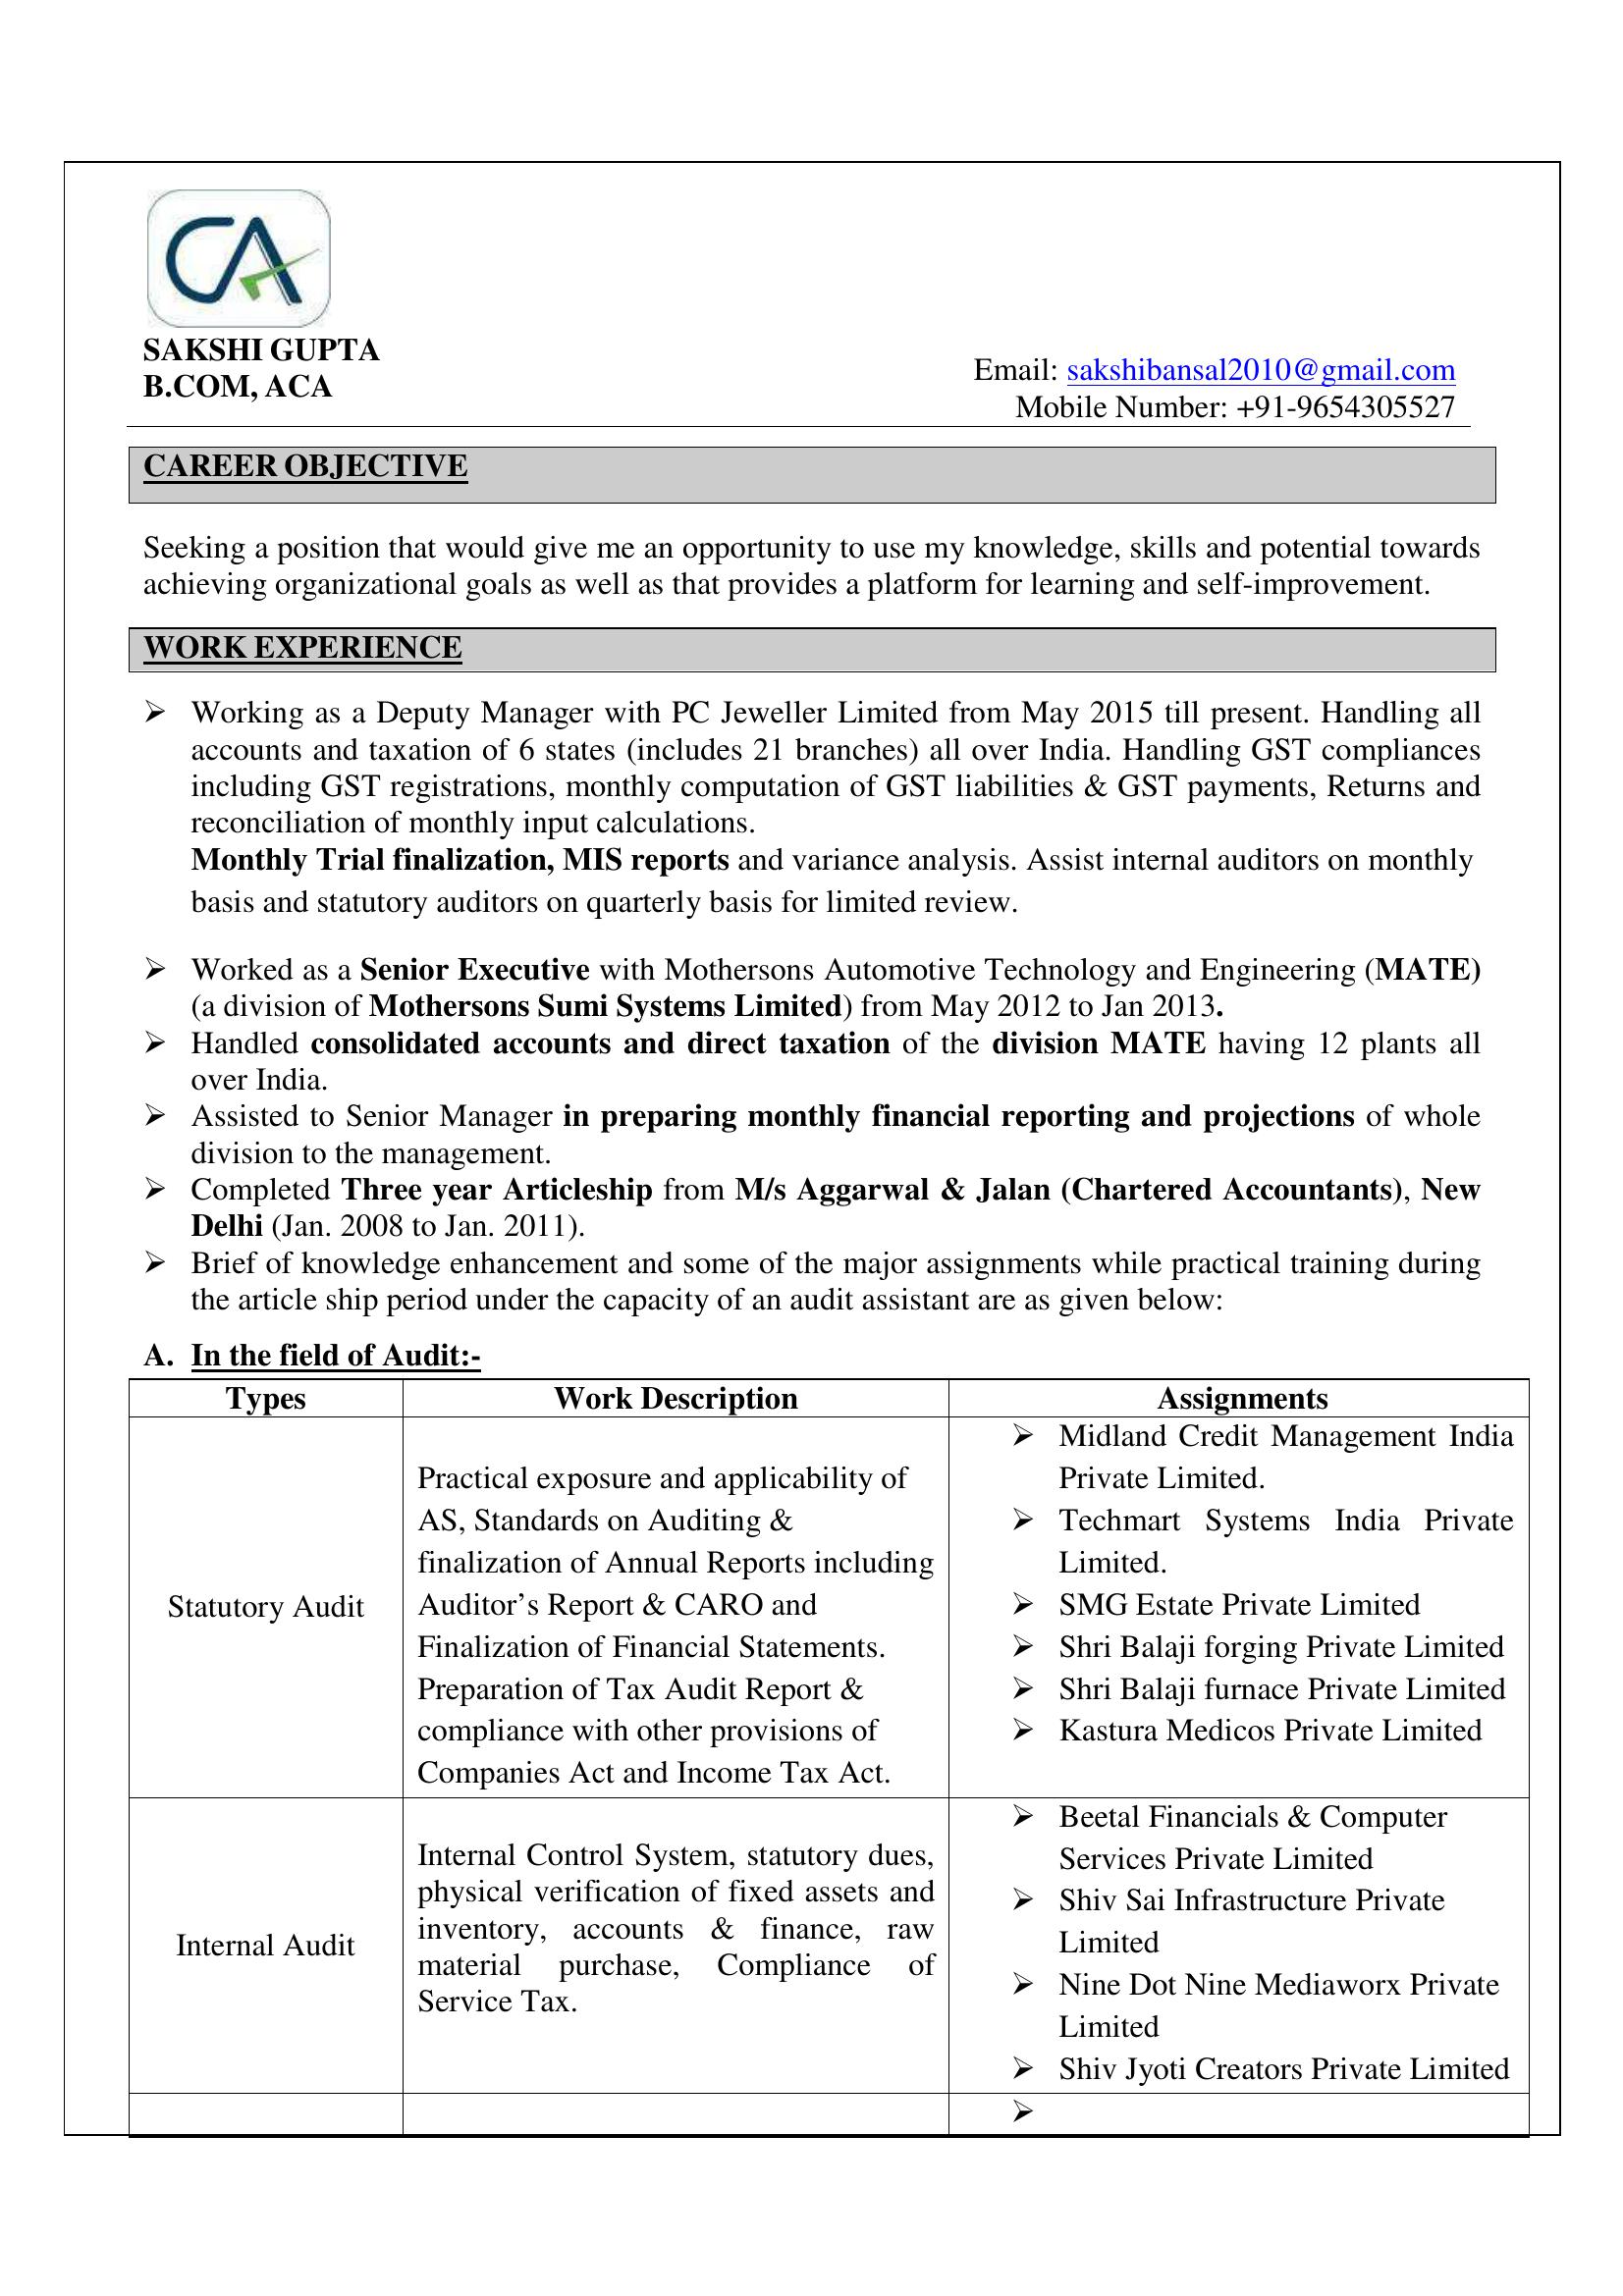 CA
SAKSHI GUPTA
B.COM, ACA
Email: sakshibansal2010@gmail.com
Mobile Number: +91-9654305527
CAREER OBJECTIVE
Seeking a position that would give me an opportunity to use my knowledge, skills and potential towards
achieving organizational goals as well as that provides a platform for learning and self-improvement.
WORK EXPERIENCE
➢ Working as a Deputy Manager with PC Jeweller Limited from May 2015 till present. Handling all
accounts and taxation of 6 states (includes 21 branches) all over India. Handling GST compliances
including GST registrations, monthly computation of GST liabilities & GST payments, Returns and
reconciliation of monthly input calculations.
Monthly Trial finalization, MIS reports and variance analysis. Assist internal auditors on monthly
basis and statutory auditors on quarterly basis for limited review.
➢ Worked as a Senior Executive with Mothersons Automotive Technology and Engineering (MATE)
(a division of Mothersons Sumi Systems Limited) from May 2012 to Jan 2013.
➢ Handled consolidated accounts and direct taxation of the division MATE having 12 plants all
over India.
➢ Assisted to Senior Manager in preparing monthly financial reporting and projections of whole
division to the management.
➢ Completed Three year Articleship from M/s Aggarwal & Jalan (Chartered Accountants), New
Delhi (Jan. 2008 to Jan. 2011).
➢ Brief of knowledge enhancement and some of the major assignments while practical training during
the article ship period under the capacity of an audit assistant are as given below:
A. In the field of Audit:-
Types Work Description Assignments
Statutory Audit
Practical exposure and applicability of
AS, Standards on Auditing &
finalization of Annual Reports including
Auditor's Report & CARO and
Finalization of Financial Statements.
Preparation of Tax Audit Report &
compliance with other provisions of
Companies Act and Income Tax Act.
➢ Midland Credit Management India
Private Limited.
➢ Techmart Systems India Private
Limited.
➢ SMG Estate Private Limited
➢ Shri Balaji forging Private Limited
➢ Shri Balaji furnace Private Limited
➢ Kastura Medicos Private Limited
Internal Audit
Internal Control System, statutory dues,
physical verification of fixed assets and
inventory, accounts & finance, raw
material purchase, Compliance of
Service Tax.
➢ Beetal Financials & Computer
Services Private Limited
➢ Shiv Sai Infrastructure Private
Limited
➢ Nine Dot Nine Mediaworx Private
Limited
➢ Shiv Jyoti Creators Private Limited
➢